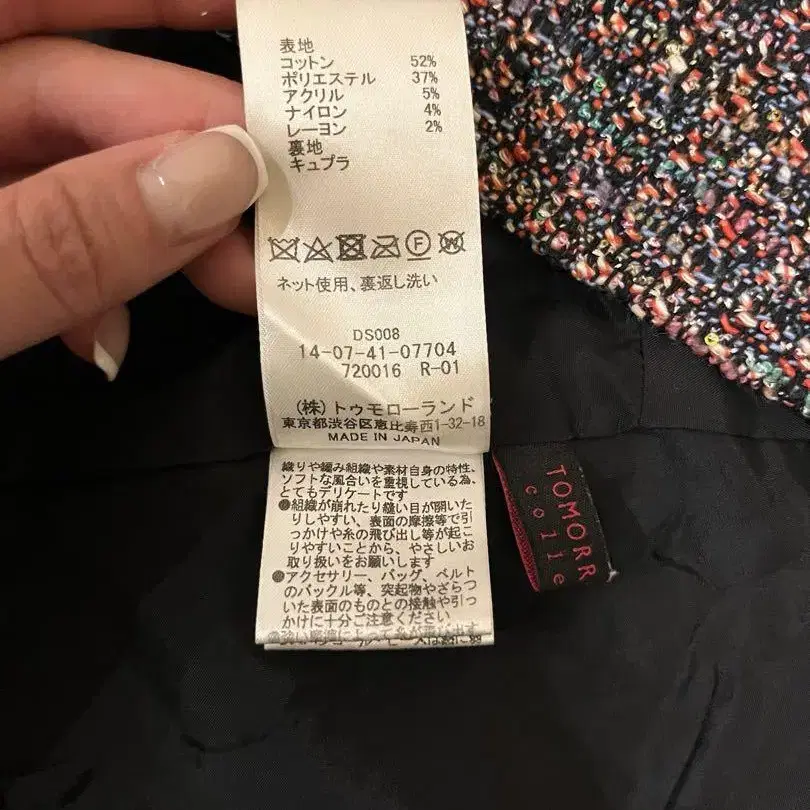 表地
コットン 52%
ポリエステル 37%
アクリル 5%
ナイロン 4%
レーヨン 2%
裏地
キュプラ
F W
ネット使用、裏返し洗い
DS008
14-07-41-07704
720016 R-01
(株)トゥモローランド
東京都渋谷区恵比寿西1-32-18
MADE IN JAPAN
織りや編み組織や素材自身の特性、
ソフトな風合いを重視している為、
とてもデリケートです
●組織が崩れたり縫い目が開いた
りしやすい、表面の摩擦等で引
っかけや糸の飛び出し等が起こ
りやすいことから、やさしいお
取り扱いをお願いします
●アクセサリー、バッグ、ベルト
のバックル等、突起物やざらつ
いた表面のものとの接触や引っ
かけに十分ご注意ください
TOMORR
colle